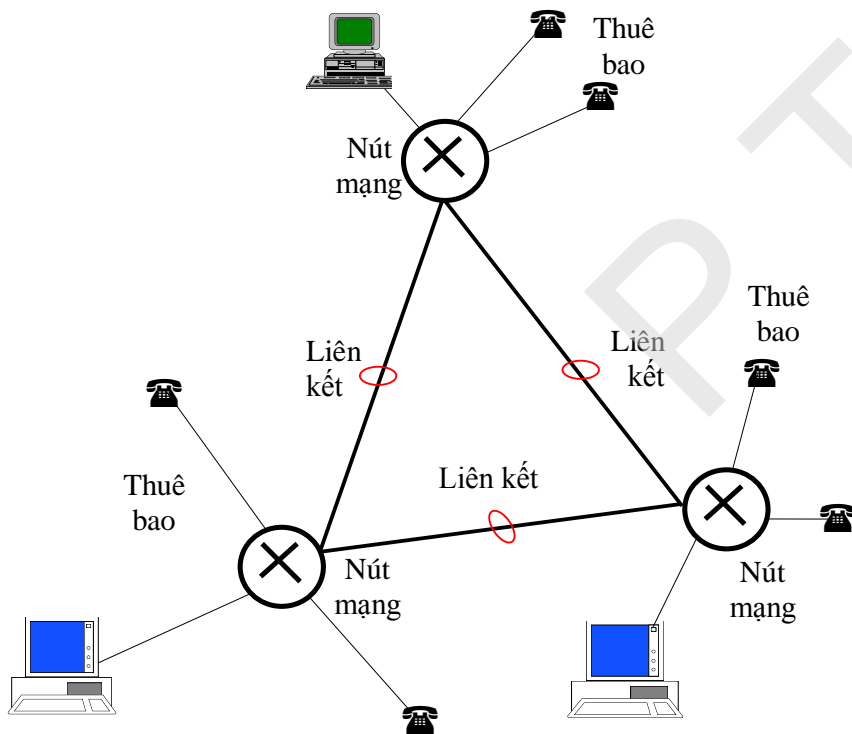 Thuê
bao
Nút
mạng
Thuê
bao
Liên
kết
Liên
kết
Thuê
bao
Liên kết
Nút
mạng
Nút
mạng
P T